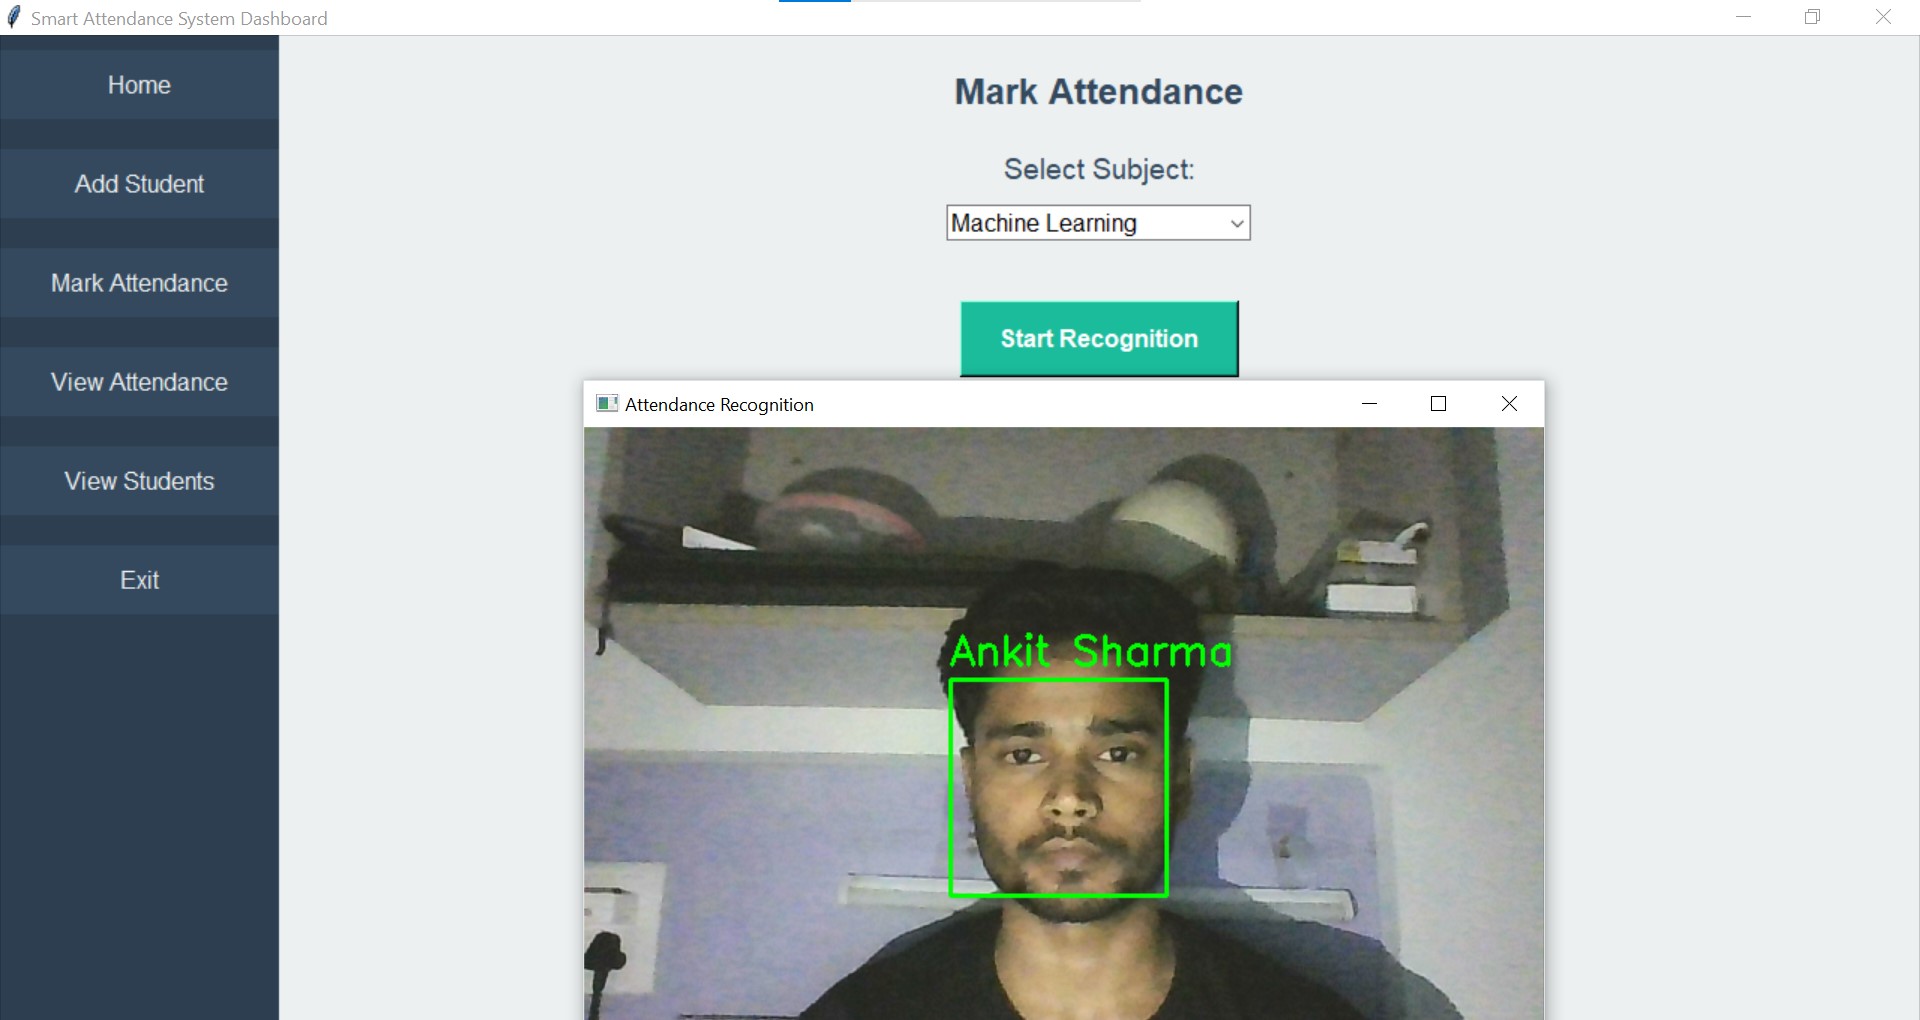 Smart Attendance System Dashboard
Home
Add Student
Mark Attendance
View Attendance
View Students
Exit
Mark Attendance
Select Subject:
Machine Learning
Start Recognition
Attendance Recognition
Ankit Sharma